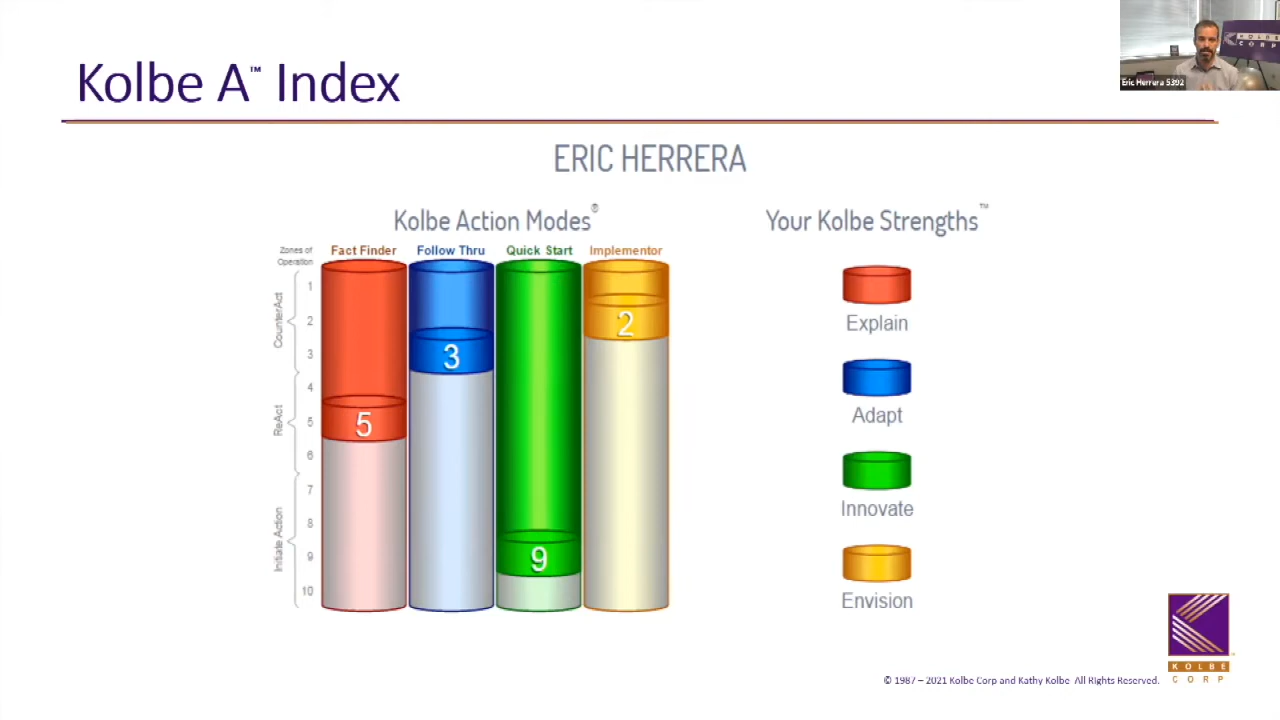 Kolbe A™ Index
KOLBE
CORP
Eric Herrera 5392
ERIC HERRERA
Kolbe Action Modes®
Your Kolbe Strengths™
Zones of
Operation
Fact Finder
Follow Thru
Quick Start
Implementor
CounterAct
ReAct
Initiate Action
1
2
3
4
5
6
7
8
9
10
5
3
9
2
Explain
Adapt
Innovate
Envision
KOLBE
CORP
© 1987 – 2021 Kolbe Corp and Kathy Kolbe All Rights Reserved.